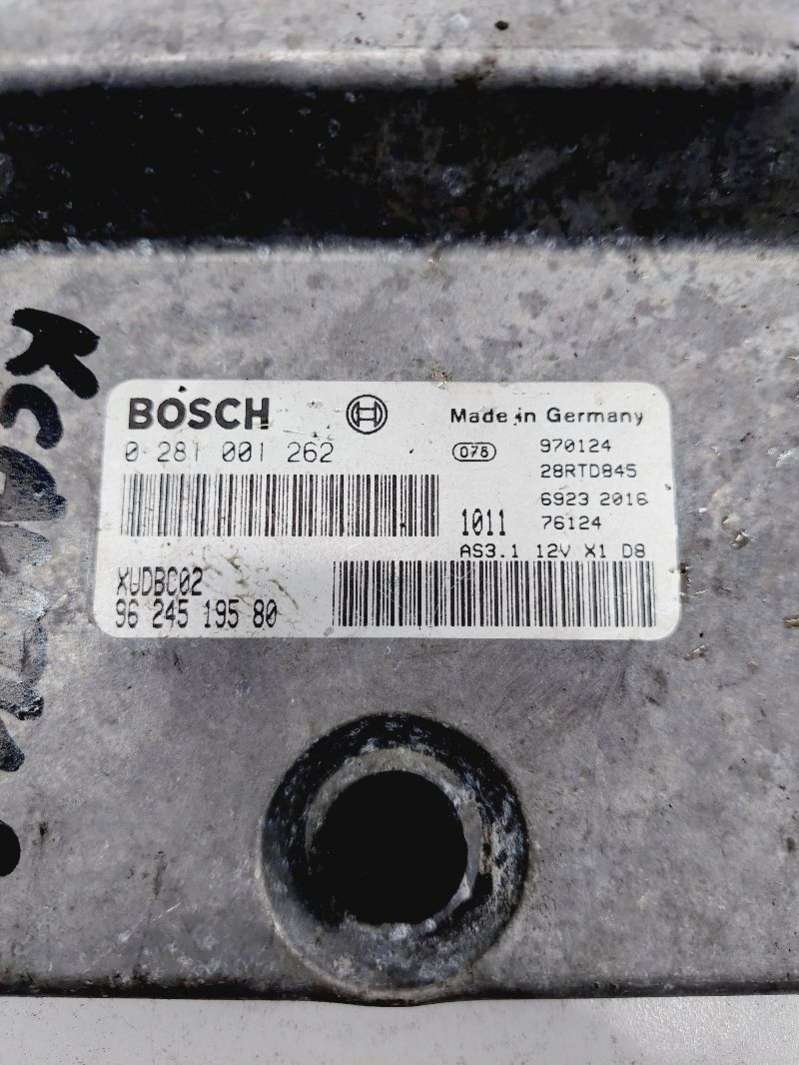 BOSCH
Made in Germany
0 281 001 262
078
970124
28RTD845
6923 2016
1011
76124
AS3.1 12V X1 D8
XUDBC02
96 245 195 80